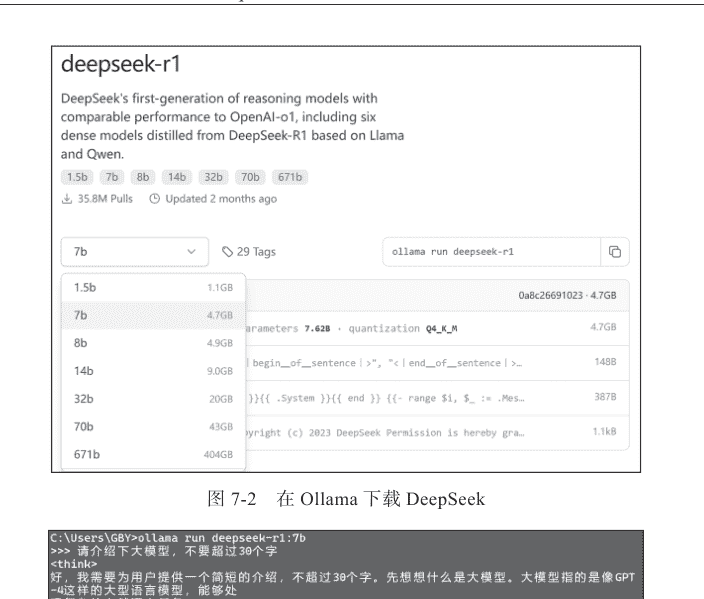 deepseek-r1
DeepSeek's first-generation of reasoning models with
comparable performance to OpenAI-o1, including six
dense models distilled from DeepSeek-R1 based on Llama
and Qwen.
1.5b 7b 8b 14b 32b 70b 671b
35.8M Pulls Updated 2 months ago
7b 29 Tags ollama run deepseek-r1
1.5b 1.1GB 0a8c26691023 · 4.7GB
7b 4.7GB arameters 7.62B · quantization Q4_K_M 4.7GB
8b 4.9GB
14b 9.0GB |begin__of__sentence|>", "<|end__of__sentence|>… 148B
32b 20GB }}{{ .System }}{{ end }} {{- range $i, $_ := .Mes… 387B
70b 43GB yright (c) 2023 DeepSeek Permission is hereby gra… 1.1kB
671b 404GB
图 7-2 在 Ollama 下载 DeepSeek
C:\Users\GBY>ollama run deepseek-r1:7b
>>> 请介绍下大模型，不要超过30个字
<think>
好，我需要为用户提供一个简短的介绍，不超过30个字。先想想什么是大模型。大模型指的是像GPT
-4这样的大型语言模型，能够处